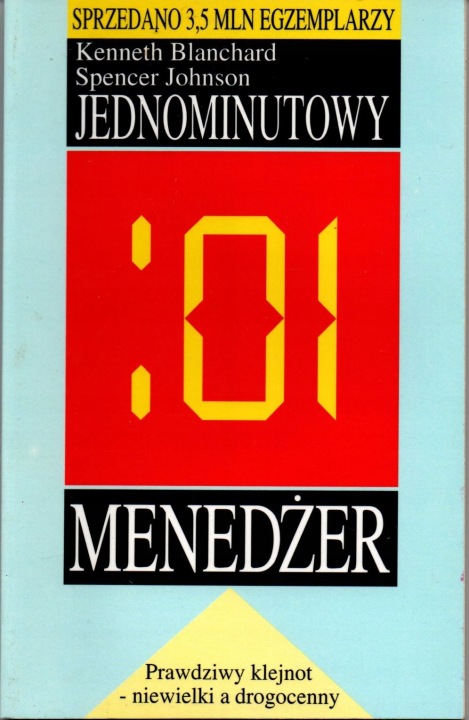 SPRZEDANO 3,5 MLN EGZEMPLARZY
Kenneth Blanchard
Spencer Johnson
JEDNOMINUTOWY
:01
MENEDŻER
Prawdziwy klejnot
- niewielki a drogocenny